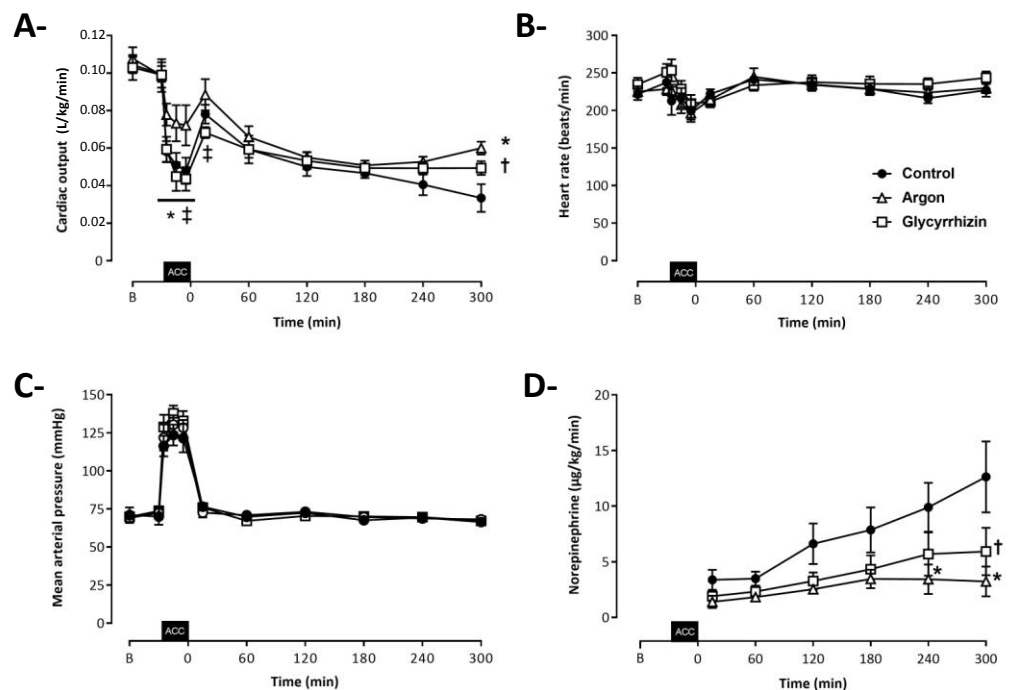 A-
Cardiac output (L/kg/min)
0.12
0.10
0.08
0.06
0.04
0.02
0
*
†
‡
* ‡
ACC
B 0 60 120 180 240 300
Time (min)
B-
Heart rate (beats/min)
300
250
200
150
100
50
0
Control
Argon
Glycyrrhizin
ACC
B 0 60 120 180 240 300
Time (min)
C-
Mean arterial pressure (mmHg)
150
125
100
75
50
25
0
ACC
B 0 60 120 180 240 300
Time (min)
D-
Norepinephrine (µg/kg/min)
20
15
10
5
0
†
*
*
ACC
B 0 60 120 180 240 300
Time (min)